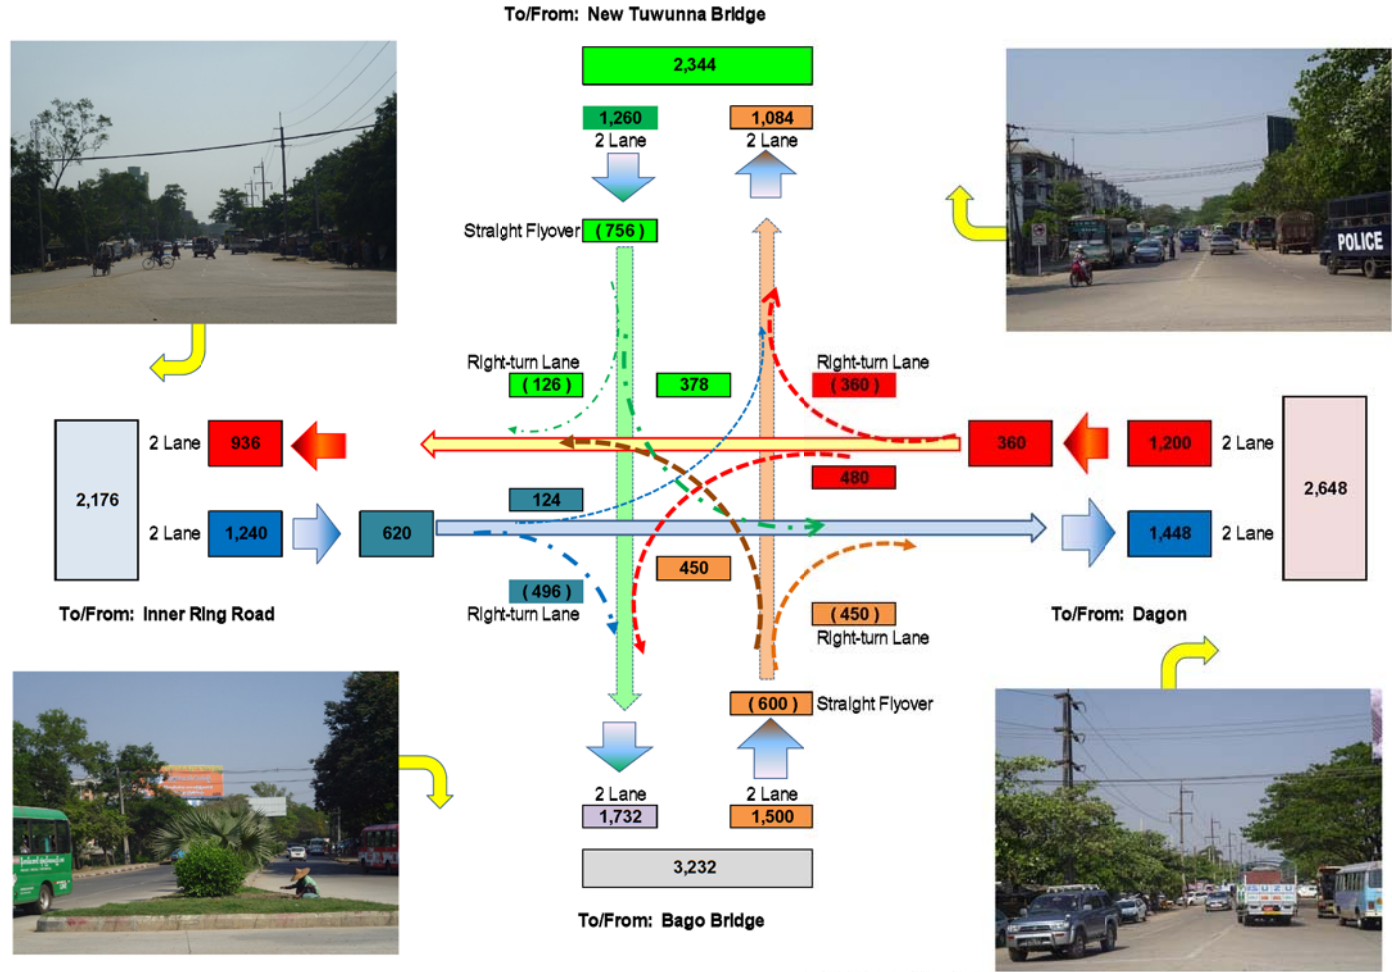 To/From: New Tuwunna Bridge
2,344
1,260
1,084
2 Lane
2 Lane
Straight Flyover
( 756 )
POLICE
Right-turn Lane
Right-turn Lane
( 126 )
378
( 360 )
2 Lane
936
360
1,200
2 Lane
480
2,176
2,648
124
2 Lane
1,240
620
1,448
2 Lane
450
( 496 )
Right-turn Lane
( 450 )
Right-turn Lane
To/From: Inner Ring Road
To/From: Dagon
( 600 )
Straight Flyover
2 Lane
2 Lane
1,732
1,500
3,232
To/From: Bago Bridge
ISUZU